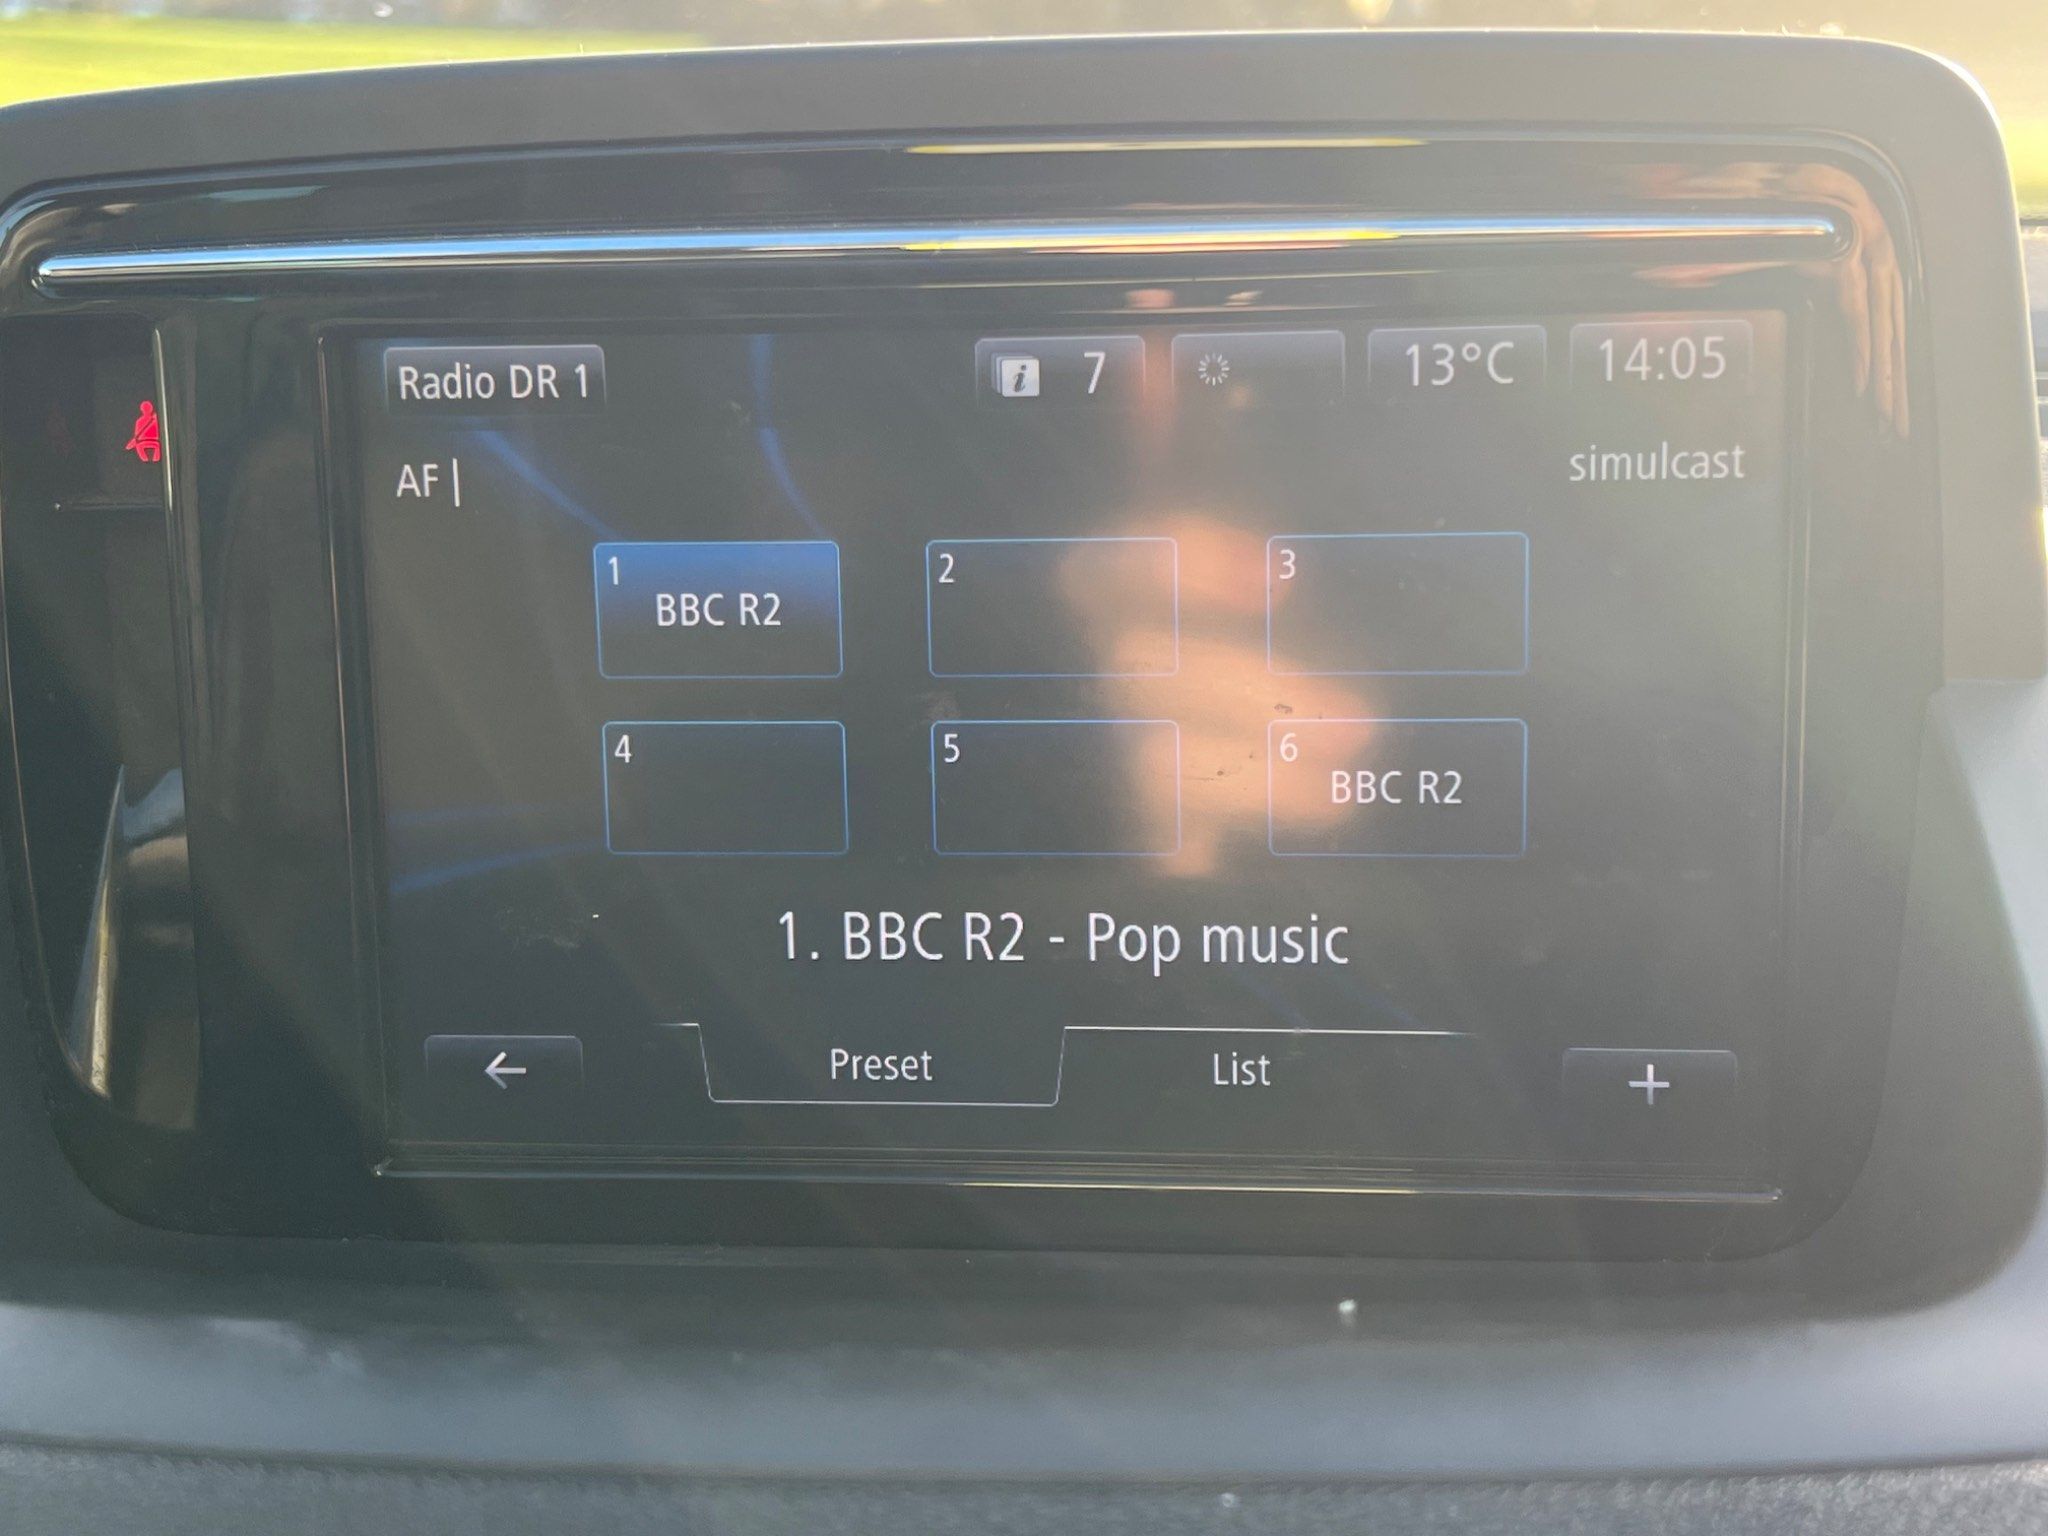 Radio DR 1
i 7
13°C
14:05
AF |
simulcast
1
BBC R2
2
3
4
5
6
BBC R2
1. BBC R2 - Pop music
←
Preset
List
+